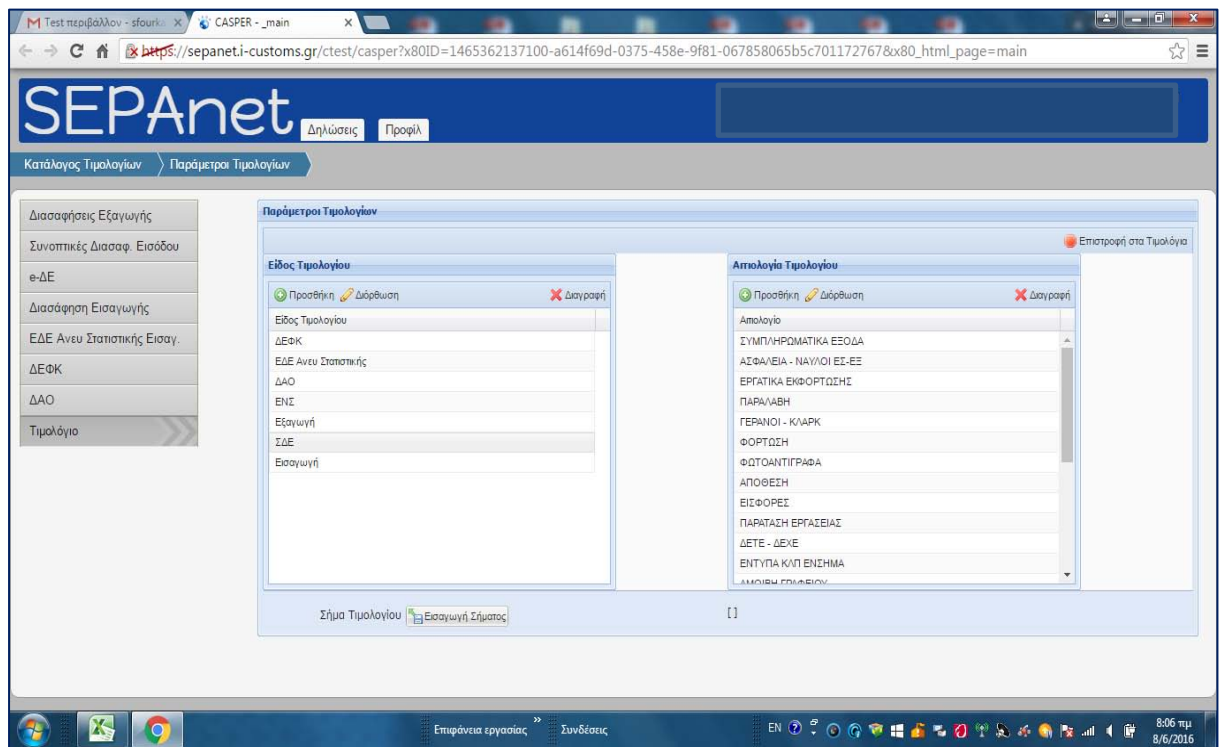 Test περιβάλλον - sfourk
CASPER - _main
https://sepanet.i-customs.gr/ctest/casper?x80ID=1465362137100-a614f69d-0375-458e-9f81-067858065b5c701172767&x80_html_page=main
SEPAnet
Δηλώσεις
Προφίλ
Κατάλογος Τιμολογίων
Παράμετροι Τιμολογίων
Διασαφήσεις Εξαγωγής
Συνοπτικές Διασαφ. Εισόδου
e-ΔΕ
Διασάφηση Εισαγωγής
ΕΔΕ Ανευ Στατιστικής Εισαγ.
ΔΕΦΚ
ΔΑΟ
Τιμολόγιο
Παράμετροι Τιμολογίων
Επιστροφή στα Τιμολόγια
Είδος Τιμολογίου
Προσθήκη Διόρθωση Διαγραφή
Είδος Τιμολογίου
ΔΕΦΚ
ΕΔΕ Ανευ Στατιστικής
ΔΑΟ
ΕΝΣ
Εξαγωγή
ΣΔΕ
Εισαγωγή
Αιτιολογία Τιμολογίου
Προσθήκη Διόρθωση Διαγραφή
Αιτιολογίο
ΣΥΜΠΛΗΡΩΜΑΤΙΚΑ ΕΞΟΔΑ
ΑΣΦΑΛΕΙΑ - ΝΑΥΛΟΙ ΕΣ-ΕΞ
ΕΡΓΑΤΙΚΑ ΕΚΦΟΡΤΩΣΗΣ
ΠΑΡΑΛΑΒΗ
ΓΕΡΑΝΟΙ - ΚΛΑΡΚ
ΦΟΡΤΩΣΗ
ΦΩΤΟΑΝΤΙΓΡΑΦΑ
ΑΠΟΘΕΣΗ
ΕΙΣΦΟΡΕΣ
ΠΑΡΑΤΑΣΗ ΕΡΓΑΣΕΙΑΣ
ΔΕΤΕ - ΔΕΧΕ
ΕΝΤΥΠΑ ΚΛΠ ΕΝΣΗΜΑ
ΑΜΟΙΒΗ ΓΡΑΦΕΙΟΥ
Σήμα Τιμολογίου Εισαγωγή Σήματος
[ ]
Επιφάνεια εργασίας » Συνδέσεις
EN
8:06 πμ
8/6/2016